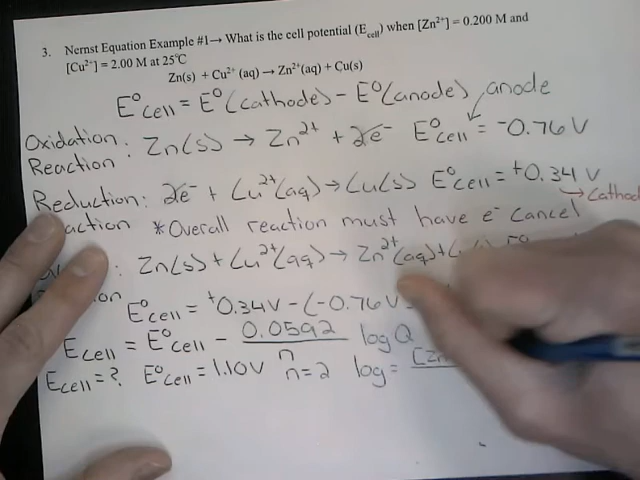 3. Nernst Equation Example #1→ What is the cell potential (E_cell) when [Zn²⁺] = 0.200 M and
[Cu²⁺] = 2.00 M at 25°C
Zn(s) + Cu²⁺ (aq) → Zn²⁺(aq) + Cu(s)
E°cell = E°(cathode) - E°(anode) anode
Oxidation: Zn(s) → Zn²⁺ + 2e⁻ E°cell = ⁻0.76 V
Reaction:
Reduction: 2e⁻ + Cu²⁺(aq) → Cu(s) E°cell = ⁺0.34 V
→
*Overall reaction must have e⁻ cancel
: Zn(s) + Cu²⁺(aq) → Zn²⁺(aq) +
E°cell = ⁺0.34V - (-0.76V
Ecell = E°cell - 0.0592/n log Q
Ecell = ? E°cell = 1.10V n = 2 log =